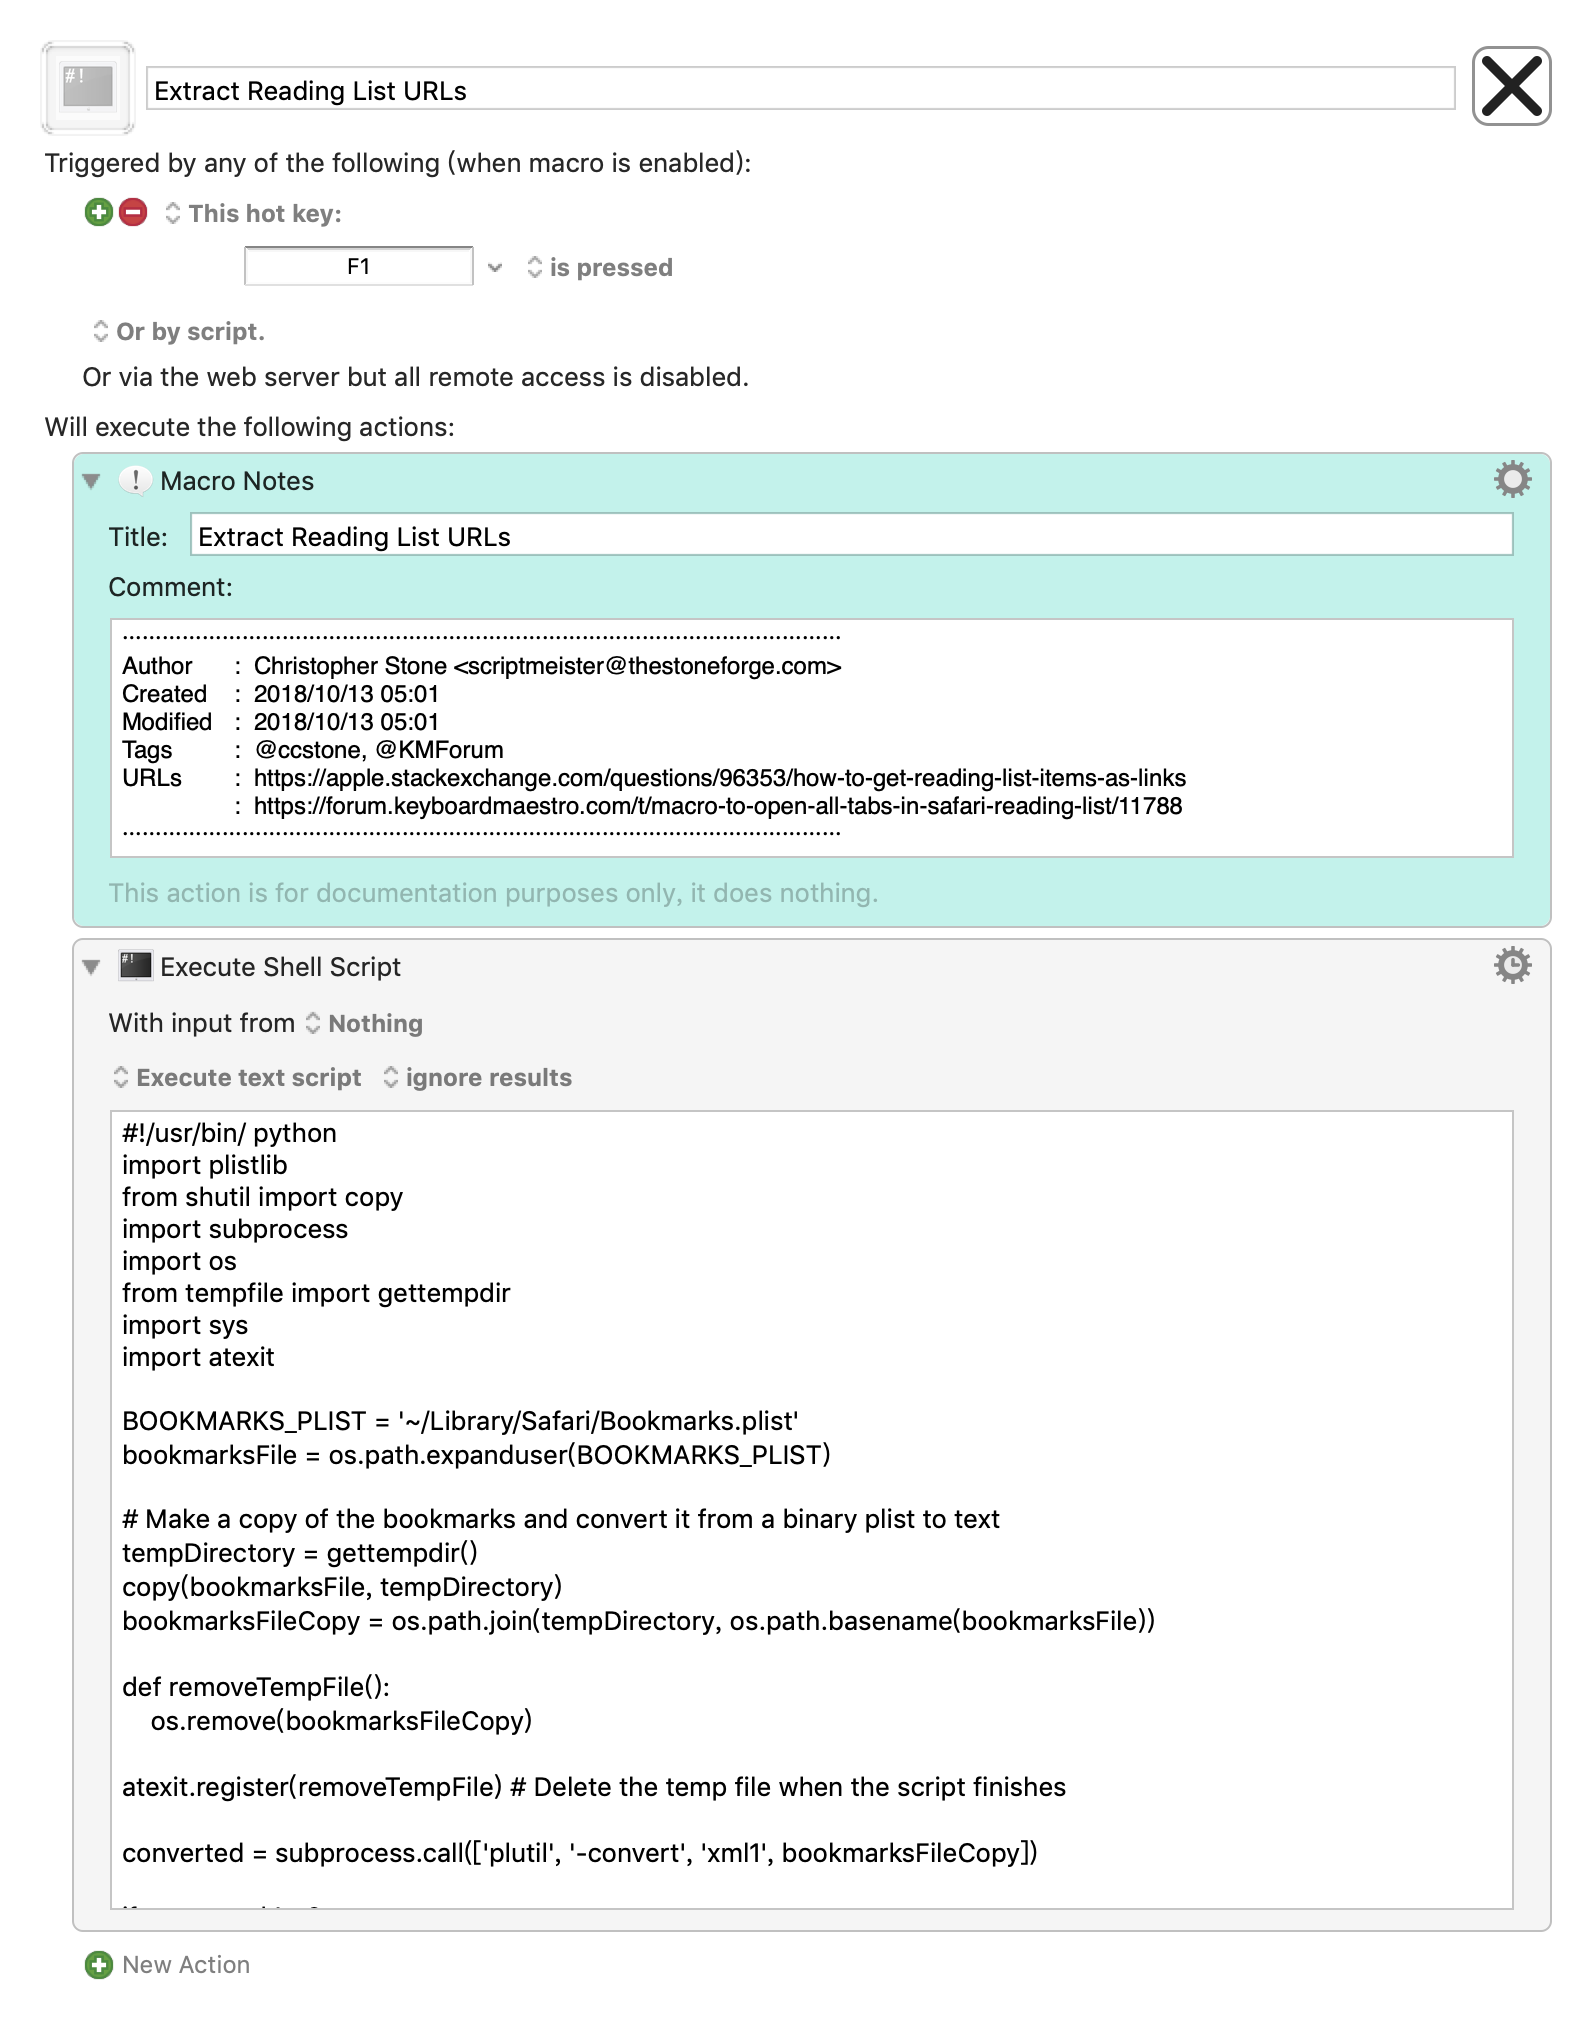 #!
Extract Reading List URLs
Triggered by any of the following (when macro is enabled):
This hot key:
F1 is pressed
Or by script.
Or via the web server but all remote access is disabled.
Will execute the following actions:
! Macro Notes
Title: Extract Reading List URLs
Comment:
Author : Christopher Stone <scriptmeister@thestoneforge.com>
Created : 2018/10/13 05:01
Modified : 2018/10/13 05:01
Tags : @ccstone, @KMForum
URLs : https://apple.stackexchange.com/questions/96353/how-to-get-reading-list-items-as-links
: https://forum.keyboardmaestro.com/t/macro-to-open-all-tabs-in-safari-reading-list/11788
This action is for documentation purposes only, it does nothing.
#! Execute Shell Script
With input from Nothing
Execute text script ignore results
#!/usr/bin/ python
import plistlib
from shutil import copy
import subprocess
import os
from tempfile import gettempdir
import sys
import atexit
BOOKMARKS_PLIST = '~/Library/Safari/Bookmarks.plist'
bookmarksFile = os.path.expanduser(BOOKMARKS_PLIST)
# Make a copy of the bookmarks and convert it from a binary plist to text
tempDirectory = gettempdir()
copy(bookmarksFile, tempDirectory)
bookmarksFileCopy = os.path.join(tempDirectory, os.path.basename(bookmarksFile))
def removeTempFile():
    os.remove(bookmarksFileCopy)
atexit.register(removeTempFile) # Delete the temp file when the script finishes
converted = subprocess.call(['plutil', '-convert', 'xml1', bookmarksFileCopy])
New Action